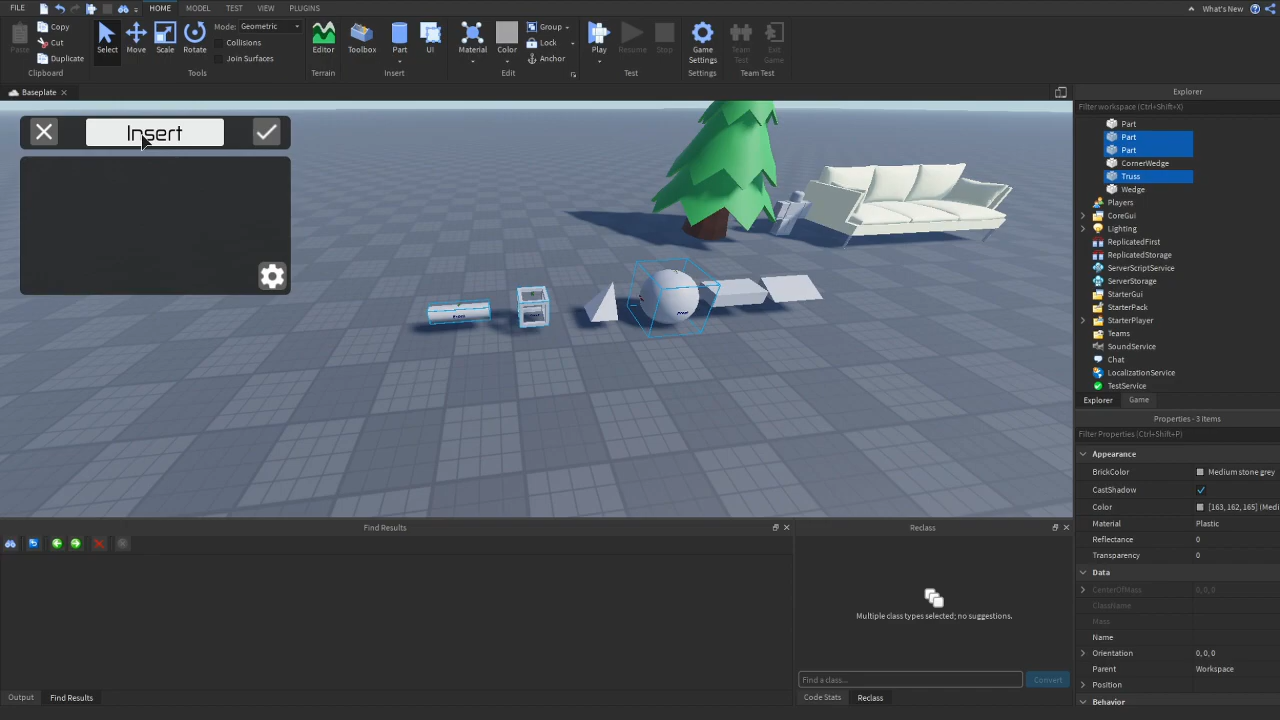 FILE
HOME
MODEL
TEST
VIEW
PLUGINS
What's New
Paste
Copy
Cut
Duplicate
Clipboard
Select
Move
Scale
Rotate
Mode: Geometric
Collisions
Join Surfaces
Tools
Editor
Terrain
Toolbox
Part
UI
Insert
Material
Color
Group
Lock
Anchor
Edit
Play
Resume
Stop
Test
Game
Settings
Settings
Team
Test
Exit
Game
Team Test
Baseplate
Insert
Explorer
Filter workspace (Ctrl+Shift+X)
Part
Part
Part
CornerWedge
Truss
Wedge
Players
CoreGui
Lighting
ReplicatedFirst
ReplicatedStorage
ServerScriptService
ServerStorage
StarterGui
StarterPack
StarterPlayer
Teams
SoundService
Chat
LocalizationService
TestService
Explorer
Game
Properties - 3 items
Filter Properties (Ctrl+Shift+P)
Appearance
BrickColor Medium stone grey
CastShadow
Color [163,162,165] (Medi
Material Plastic
Reflectance 0
Transparency 0
Data
CenterOfMass 0,0,0
ClassName
Mass
Name
Orientation 0, 0, 0
Parent Workspace
Position
Behavior
Find Results
Output
Find Results
Reclass
Multiple class types selected; no suggestions.
Find a class...
Convert
Code Stats
Reclass